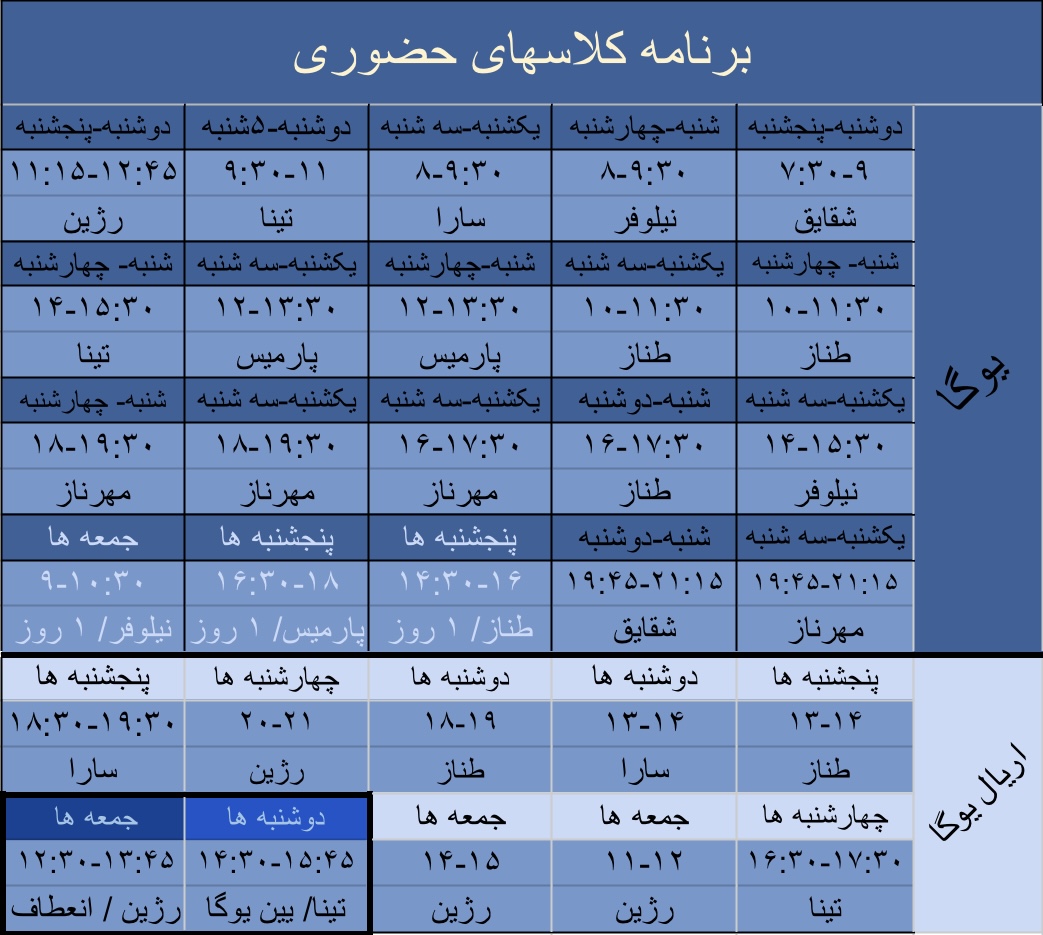 برنامه کلاسهای حضوری
یوگا
دوشنبه-پنجشنبه شنبه-چهارشنبه یکشنبه-سه شنبه دوشنبه-۵شنبه دوشنبه-پنجشنبه
۷:۳۰-۹ ۸-۹:۳۰ ۸-۹:۳۰ ۹:۳۰-۱۱ ۱۱:۱۵-۱۲:۴۵
شقایق نیلوفر سارا تینا رژین
شنبه- چهارشنبه یکشنبه-سه شنبه شنبه-چهارشنبه یکشنبه-سه شنبه شنبه- چهارشنبه
۱۰-۱۱:۳۰ ۱۰-۱۱:۳۰ ۱۲-۱۳:۳۰ ۱۲-۱۳:۳۰ ۱۴-۱۵:۳۰
طناز طناز پارمیس پارمیس تینا
یکشنبه-سه شنبه شنبه-دوشنبه یکشنبه-سه شنبه یکشنبه-سه شنبه شنبه- چهارشنبه
۱۴-۱۵:۳۰ ۱۶-۱۷:۳۰ ۱۶-۱۷:۳۰ ۱۸-۱۹:۳۰ ۱۸-۱۹:۳۰
نیلوفر طناز مهرناز مهرناز مهرناز
یکشنبه-سه شنبه شنبه-دوشنبه پنجشنبه ها پنجشنبه ها جمعه ها
۱۹:۴۵-۲۱:۱۵ ۱۹:۴۵-۲۱:۱۵ ۱۴:۳۰-۱۶ ۱۶:۳۰-۱۸ ۹-۱۰:۳۰
مهرناز شقایق طناز/ ۱ روز پارمیس/ ۱ روز نیلوفر/ ۱ روز
اریال یوگا
پنجشنبه ها دوشنبه ها دوشنبه ها چهارشنبه ها پنجشنبه ها
۱۳-۱۴ ۱۳-۱۴ ۱۸-۱۹ ۲۰-۲۱ ۱۸:۳۰-۱۹:۳۰
طناز سارا طناز رژین سارا
چهارشنبه ها جمعه ها جمعه ها دوشنبه ها جمعه ها
۱۶:۳۰-۱۷:۳۰ ۱۱-۱۲ ۱۴-۱۵ ۱۴:۳۰-۱۵:۴۵ ۱۲:۳۰-۱۳:۴۵
تینا رژین رژین تینا/ یین یوگا رژین / انعطاف